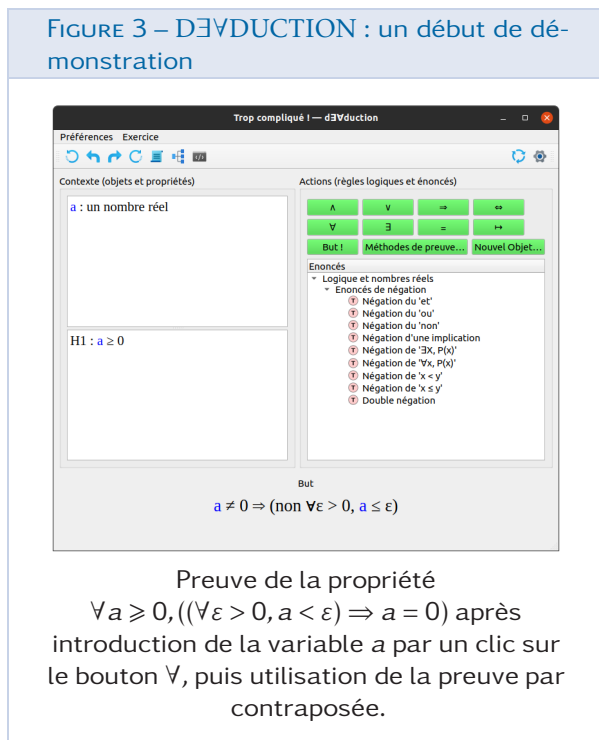 FIGURE 3 – D∃∀DUCTION : un début de dé-
monstration
Trop compliqué ! — d∃∀duction
Préférences Exercice
Contexte (objets et propriétés)
a : un nombre réel
H1 : a ≥ 0
Actions (règles logiques et énoncés)
∧ ∨ ⇒ ⇔
∀ ∃ = ↦
But ! Méthodes de preuve... Nouvel Objet...
Enoncés
Logique et nombres réels
Enoncés de négation
T Négation du 'et'
T Négation du 'ou'
T Négation du 'non'
T Négation d'une implication
T Négation de '∃X, P(x)'
T Négation de '∀x, P(x)'
T Négation de 'x < y'
T Négation de 'x ≤ y'
T Double négation
But
a ≠ 0 ⇒ (non ∀ε > 0, a ≤ ε)
Preuve de la propriété
∀a ⩾ 0, ((∀ε > 0, a < ε) ⇒ a = 0) après
introduction de la variable a par un clic sur
le bouton ∀, puis utilisation de la preuve par
contraposée.